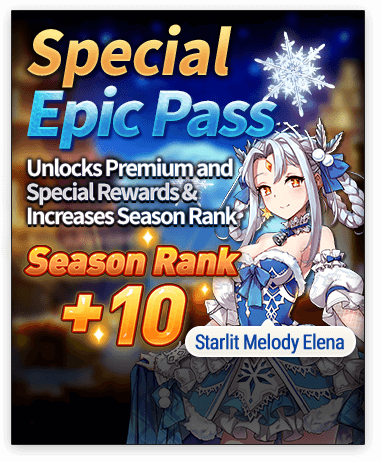 Special
Epic Pass
Unlocks Premium and
Special Rewards &
Increases Season Rank
Season Rank
+10
Starlit Melody Elena